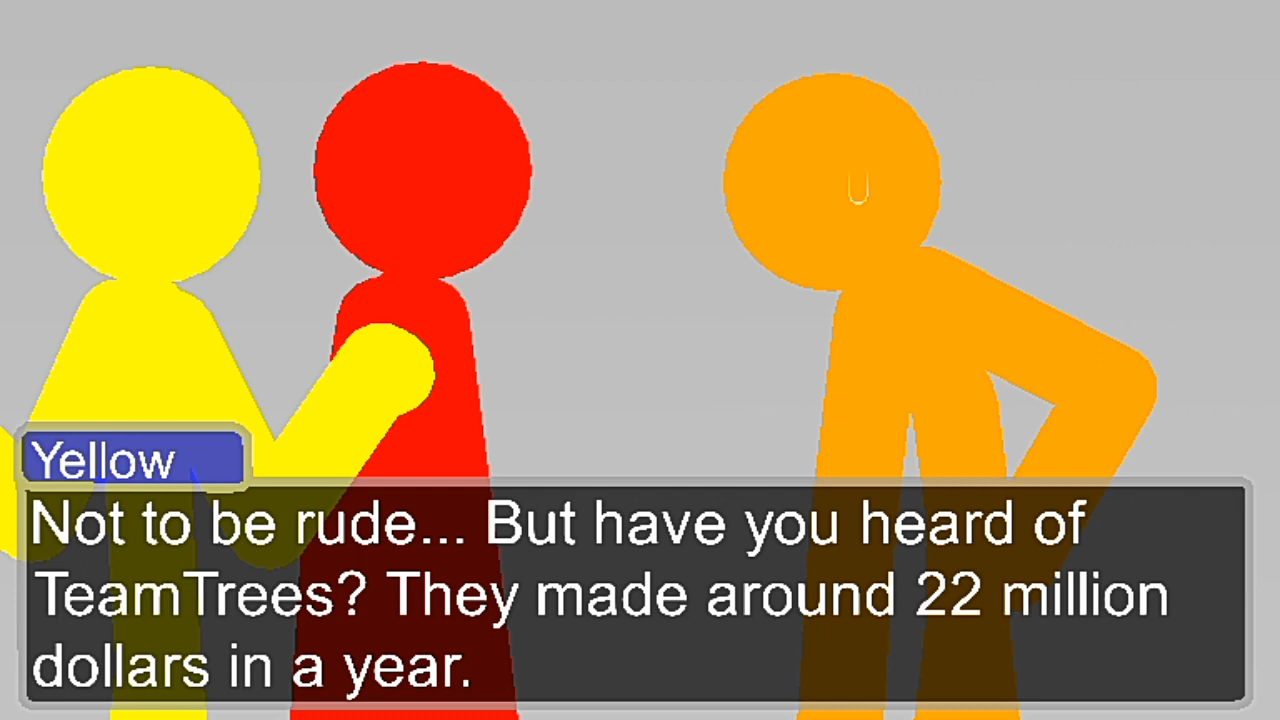 Yellow
Not to be rude... But have you heard of
TeamTrees? They made around 22 million
dollars in a year.